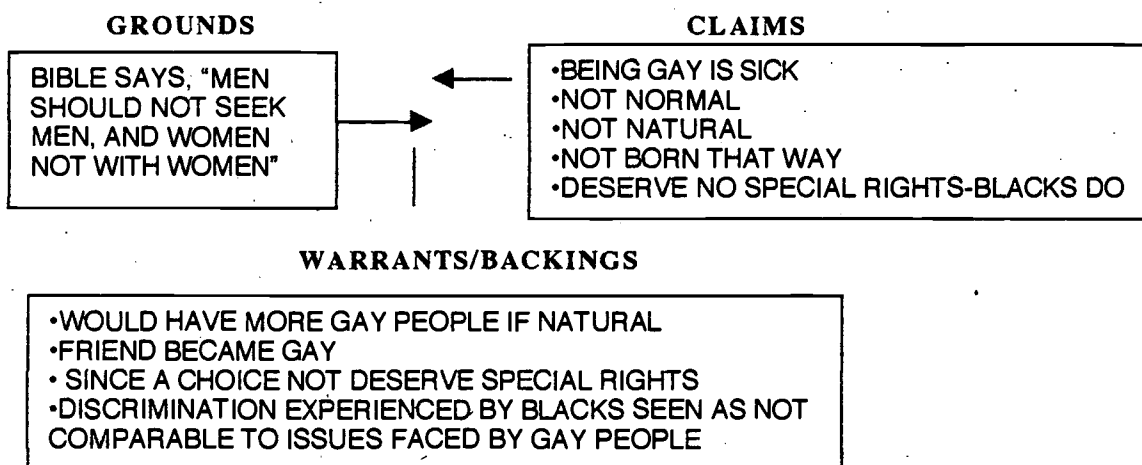 GROUNDS
CLAIMS
BIBLE SAYS, "MEN
SHOULD NOT SEEK
MEN, AND WOMEN
NOT WITH WOMEN"
•BEING GAY IS SICK
•NOT NORMAL
•NOT NATURAL
•NOT BORN THAT WAY
•DESERVE NO SPECIAL RIGHTS-BLACKS DO
WARRANTS/BACKINGS
•WOULD HAVE MORE GAY PEOPLE IF NATURAL
•FRIEND BECAME GAY
• SINCE A CHOICE NOT DESERVE SPECIAL RIGHTS
•DISCRIMINATION EXPERIENCED BY BLACKS SEEN AS NOT
COMPARABLE TO ISSUES FACED BY GAY PEOPLE